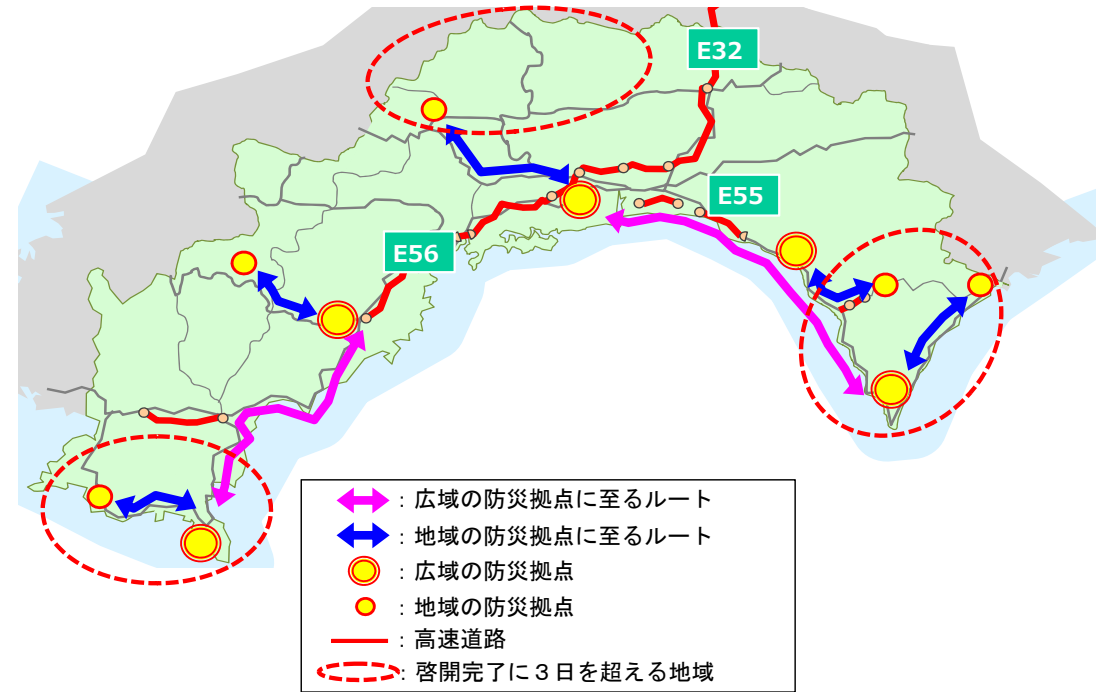 E32
E55
E56
: 広域の防災拠点に至るルート
: 地域の防災拠点に至るルート
: 広域の防災拠点
: 地域の防災拠点
: 高速道路
: 啓開完了に３日を超える地域